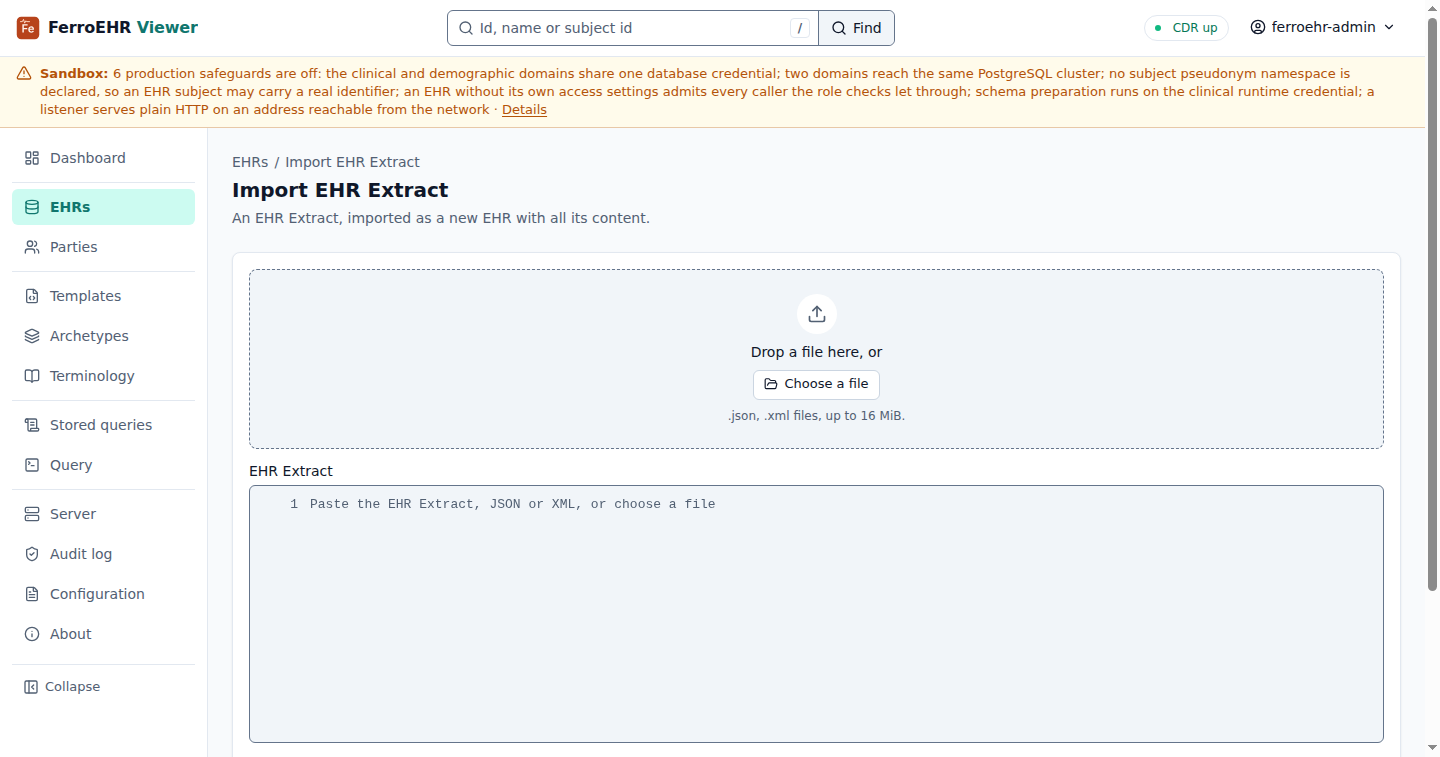 Fe FerroEHR Viewer
Id, name or subject id
/
Find
CDR up
ferroehr-admin
Sandbox: 6 production safeguards are off: the clinical and demographic domains share one database credential; two domains reach the same PostgreSQL cluster; no subject pseudonym namespace is
declared, so an EHR subject may carry a real identifier; an EHR without its own access settings admits every caller the role checks let through; schema preparation runs on the clinical runtime credential; a
listener serves plain HTTP on an address reachable from the network · Details
Dashboard
EHRs
Parties
Templates
Archetypes
Terminology
Stored queries
Query
Server
Audit log
Configuration
About
Collapse
EHRs / Import EHR Extract
Import EHR Extract
An EHR Extract, imported as a new EHR with all its content.
Drop a file here, or
Choose a file
.json, .xml files, up to 16 MiB.
EHR Extract
1 Paste the EHR Extract, JSON or XML, or choose a file